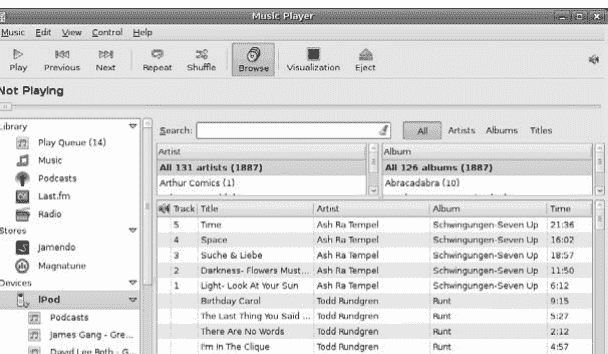 Music Player
Music Edit View Control Help
Play Previous Next Repeat Shuffle Browse Visualization Eject
Not Playing
Library
Play Queue (14)
Music
Podcasts
Last.fm
Radio
Stores
Jamendo
Magnatune
Devices
IPod
Podcasts
James Gang - Gre...
David Lee Roth - G...
Search: All Artists Albums Titles
Artist Album
All 131 artists (1887) All 126 albums (1887)
Arthur Comics (1) Abracadabra (10)
Track Title Artist Album Time
5 Time Ash Ra Tempel Schwingungen-Seven Up 21:36
4 Space Ash Ra Tempel Schwingungen-Seven Up 16:02
3 Suche & Liebe Ash Ra Tempel Schwingungen-Seven Up 18:57
2 Darkness- Flowers Must... Ash Ra Tempel Schwingungen-Seven Up 11:50
1 Light- Look At Your Sun Ash Ra Tempel Schwingungen-Seven Up 6:12
Birthday Carol Todd Rundgren Runt 9:15
The Last Thing You Said ... Todd Rundgren Runt 5:27
There Are No Words Todd Rundgren Runt 2:12
I'm In The Clique Todd Rundgren Runt 4:57